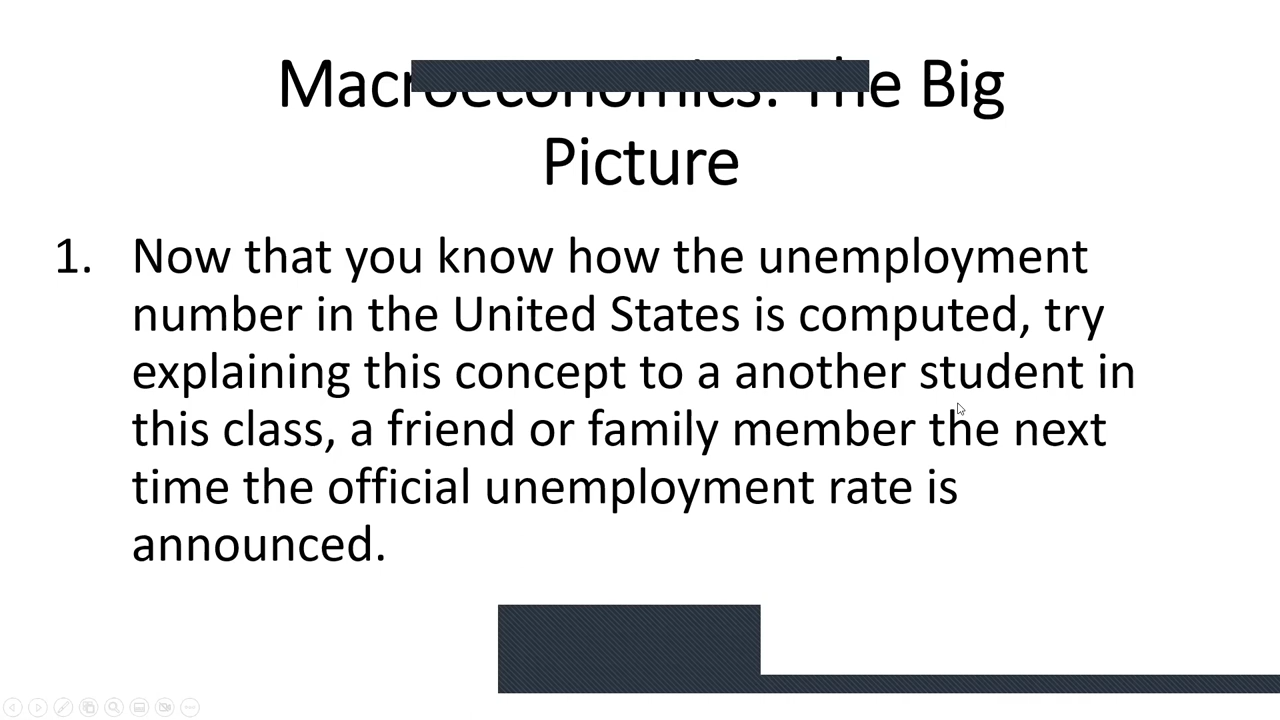 Macroeconomics: The Big
Picture
1. Now that you know how the unemployment
number in the United States is computed, try
explaining this concept to a another student in
this class, a friend or family member the next
time the official unemployment rate is
announced.